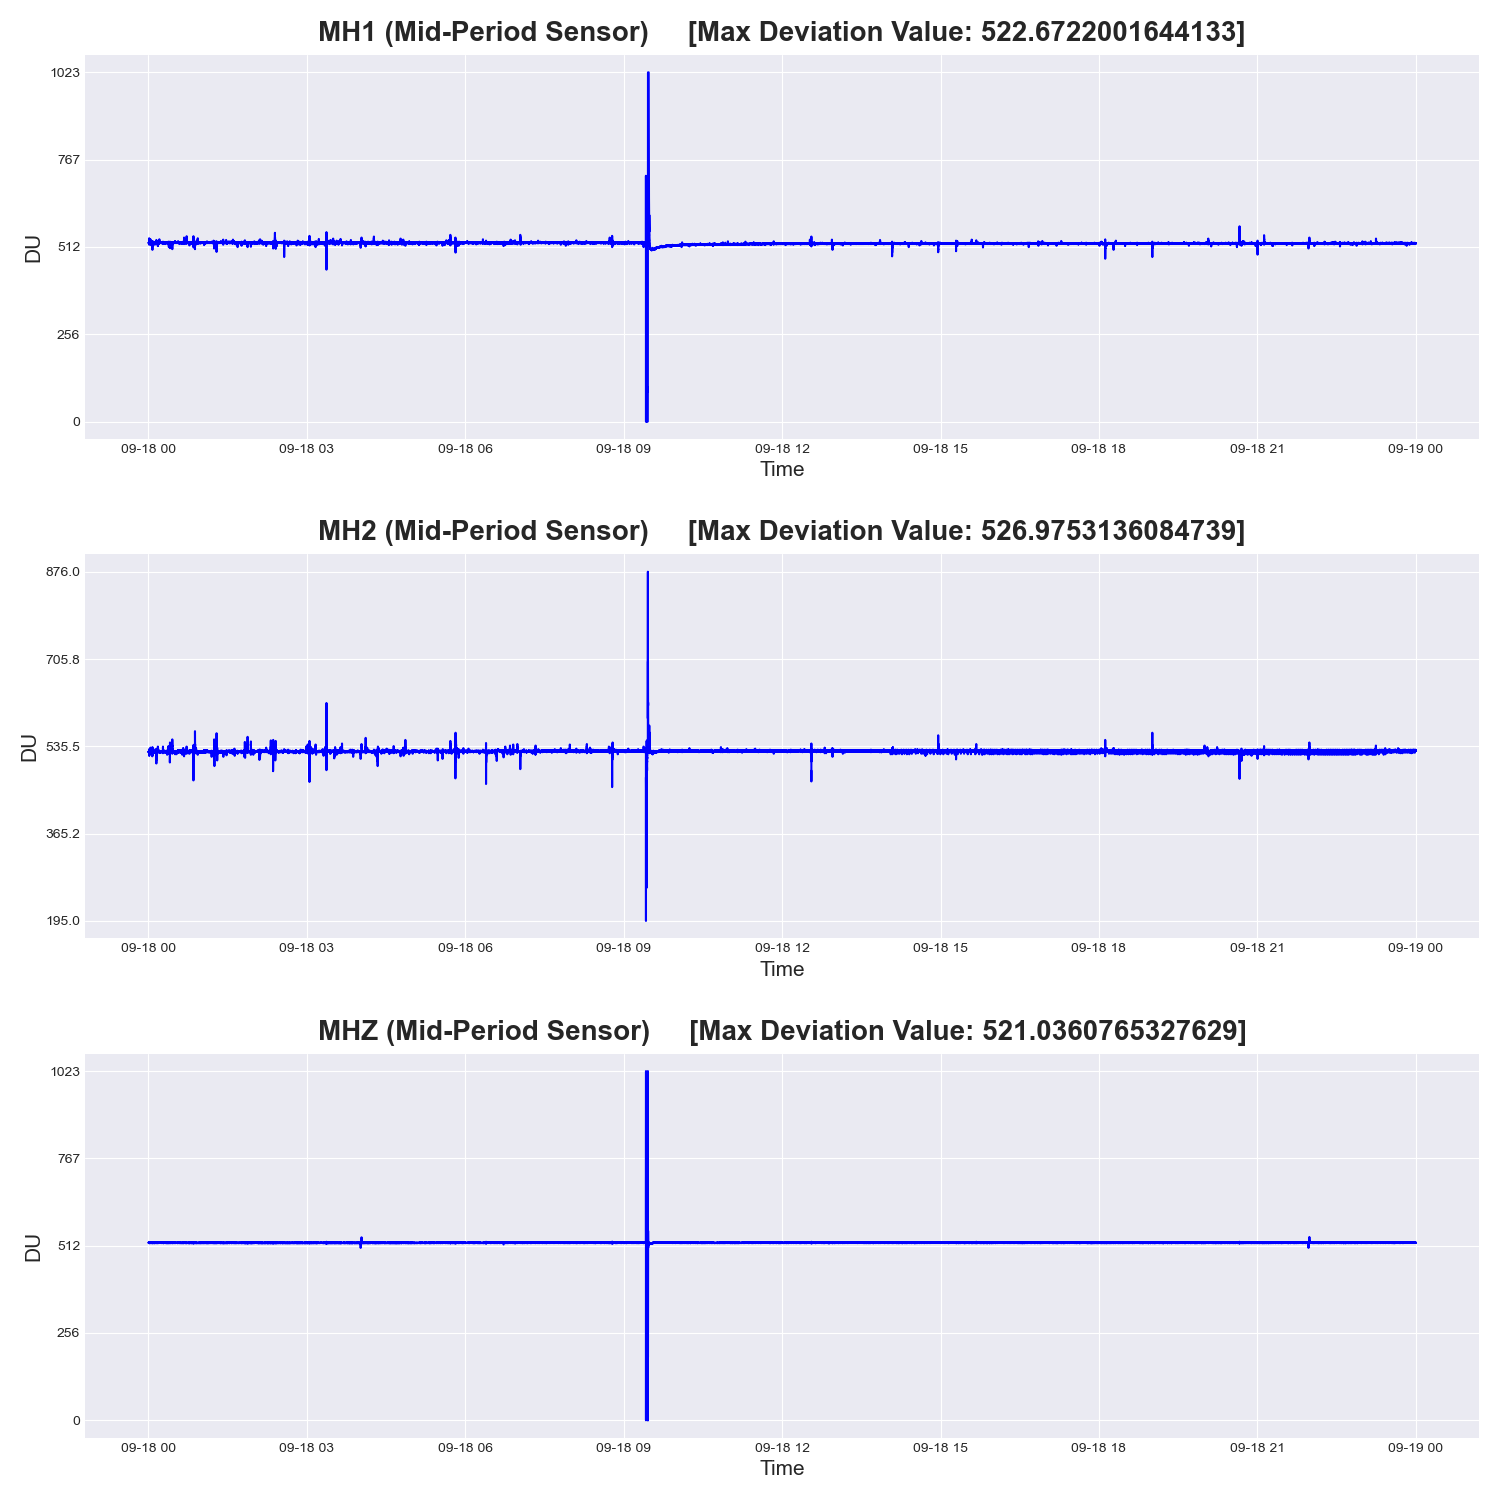 MH1 (Mid-Period Sensor) [Max Deviation Value: 522.6722001644133]
1023
767
512
256
0
DU
09-18 00 09-18 03 09-18 06 09-18 09 09-18 12 09-18 15 09-18 18 09-18 21 09-19 00
Time
MH2 (Mid-Period Sensor) [Max Deviation Value: 526.9753136084739]
876.0
705.8
535.5
365.2
195.0
DU
09-18 00 09-18 03 09-18 06 09-18 09 09-18 12 09-18 15 09-18 18 09-18 21 09-19 00
Time
MHZ (Mid-Period Sensor) [Max Deviation Value: 521.0360765327629]
1023
767
512
256
0
DU
09-18 00 09-18 03 09-18 06 09-18 09 09-18 12 09-18 15 09-18 18 09-18 21 09-19 00
Time